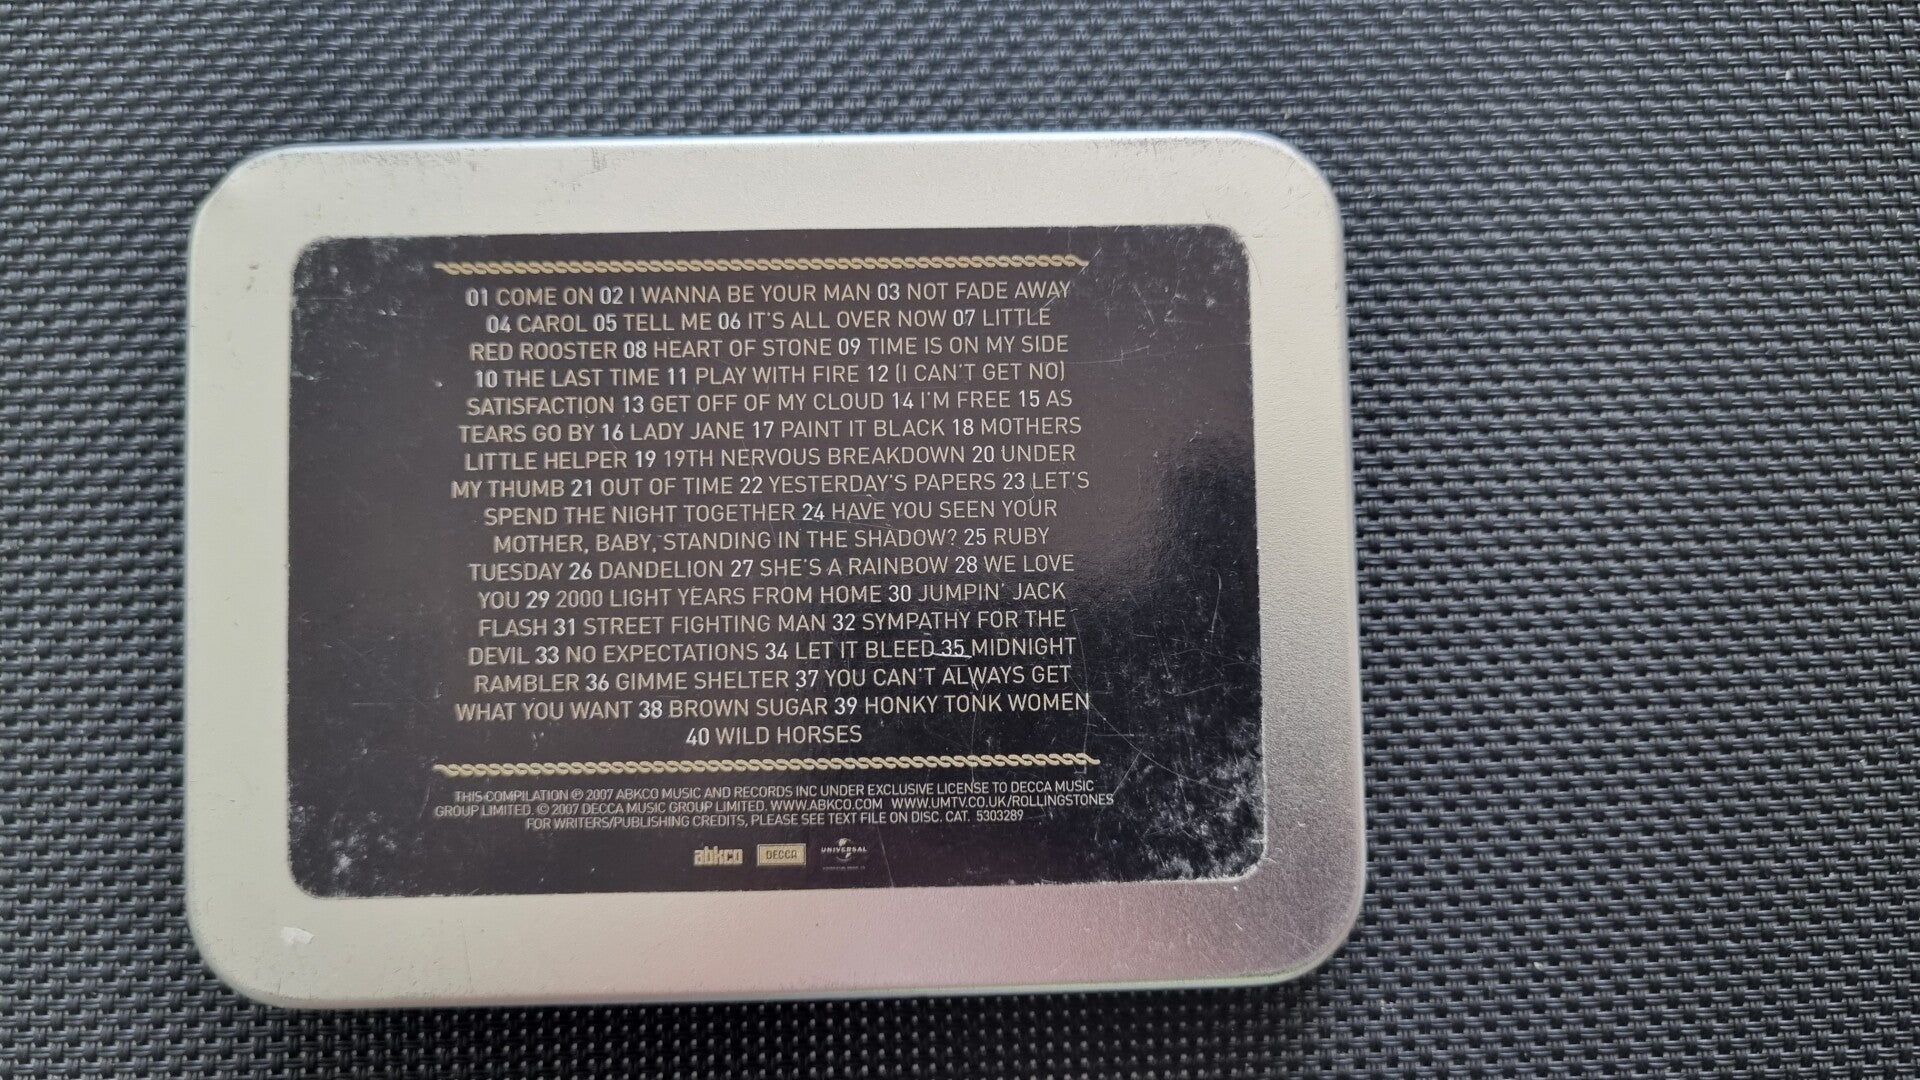 01 COME ON 02 I WANNA BE YOUR MAN 03 NOT FADE AWAY
04 CAROL 05 TELL ME 06 IT'S ALL OVER NOW 07 LITTLE
RED ROOSTER 08 HEART OF STONE 09 TIME IS ON MY SIDE
10 THE LAST TIME 11 PLAY WITH FIRE 12 (I CAN'T GET NO)
SATISFACTION 13 GET OFF OF MY CLOUD 14 I'M FREE 15 AS
TEARS GO BY 16 LADY JANE 17 PAINT IT BLACK 18 MOTHERS
LITTLE HELPER 19 19TH NERVOUS BREAKDOWN 20 UNDER
MY THUMB 21 OUT OF TIME 22 YESTERDAY'S PAPERS 23 LET'S
SPEND THE NIGHT TOGETHER 24 HAVE YOU SEEN YOUR
MOTHER, BABY, STANDING IN THE SHADOW? 25 RUBY
TUESDAY 26 DANDELION 27 SHE'S A RAINBOW 28 WE LOVE
YOU 29 2000 LIGHT YEARS FROM HOME 30 JUMPIN' JACK
FLASH 31 STREET FIGHTING MAN 32 SYMPATHY FOR THE
DEVIL 33 NO EXPECTATIONS 34 LET IT BLEED 35 MIDNIGHT
RAMBLER 36 GIMME SHELTER 37 YOU CAN'T ALWAYS GET
WHAT YOU WANT 38 BROWN SUGAR 39 HONKY TONK WOMEN
40 WILD HORSES
THIS COMPILATION ℗ 2007 ABKCO MUSIC AND RECORDS INC UNDER EXCLUSIVE LICENSE TO DECCA MUSIC
GROUP LIMITED. © 2007 DECCA MUSIC GROUP LIMITED. WWW.ABKCO.COM WWW.UMTV.CO.UK/ROLLINGSTONES
FOR WRITERS/PUBLISHING CREDITS, PLEASE SEE TEXT FILE ON DISC. CAT. 5303289
abkco DECCA UNIVERSAL